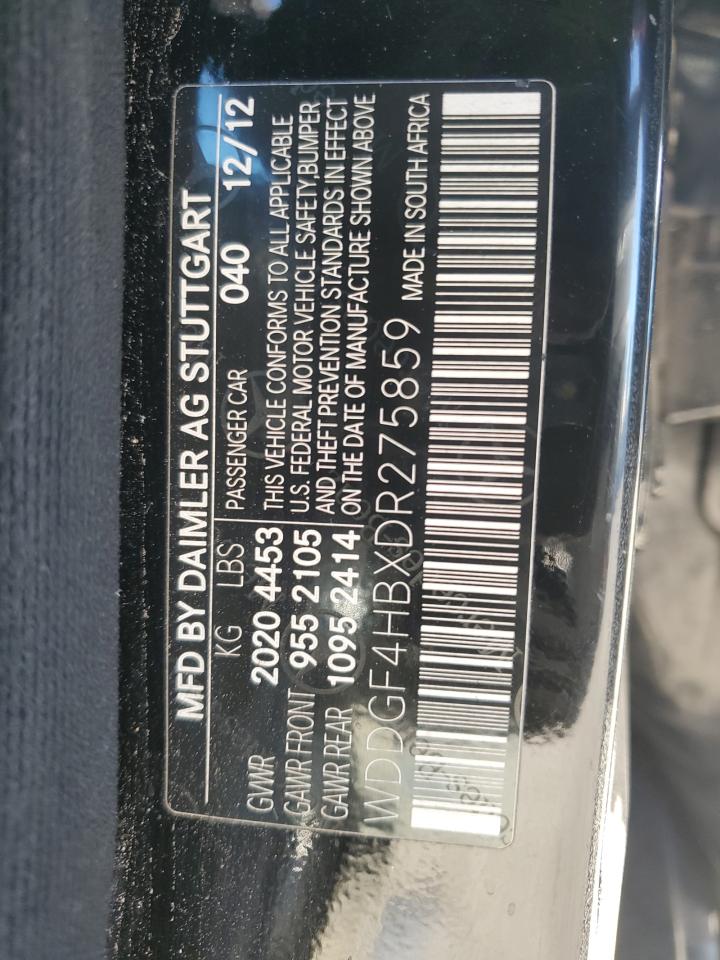 MFD BY DAIMLER AG STUTTGART
KG LBS PASSENGER CAR 040 12/12
GVWR 2020 4453
GAWR FRONT 955 2105
GAWR REAR 1095 2414
THIS VEHICLE CONFORMS TO ALL APPLICABLE
U.S. FEDERAL MOTOR VEHICLE SAFETY,BUMPER
AND THEFT PREVENTION STANDARDS IN EFFECT
ON THE DATE OF MANUFACTURE SHOWN ABOVE
WDDGF4HBXDR275859 MADE IN SOUTH AFRICA